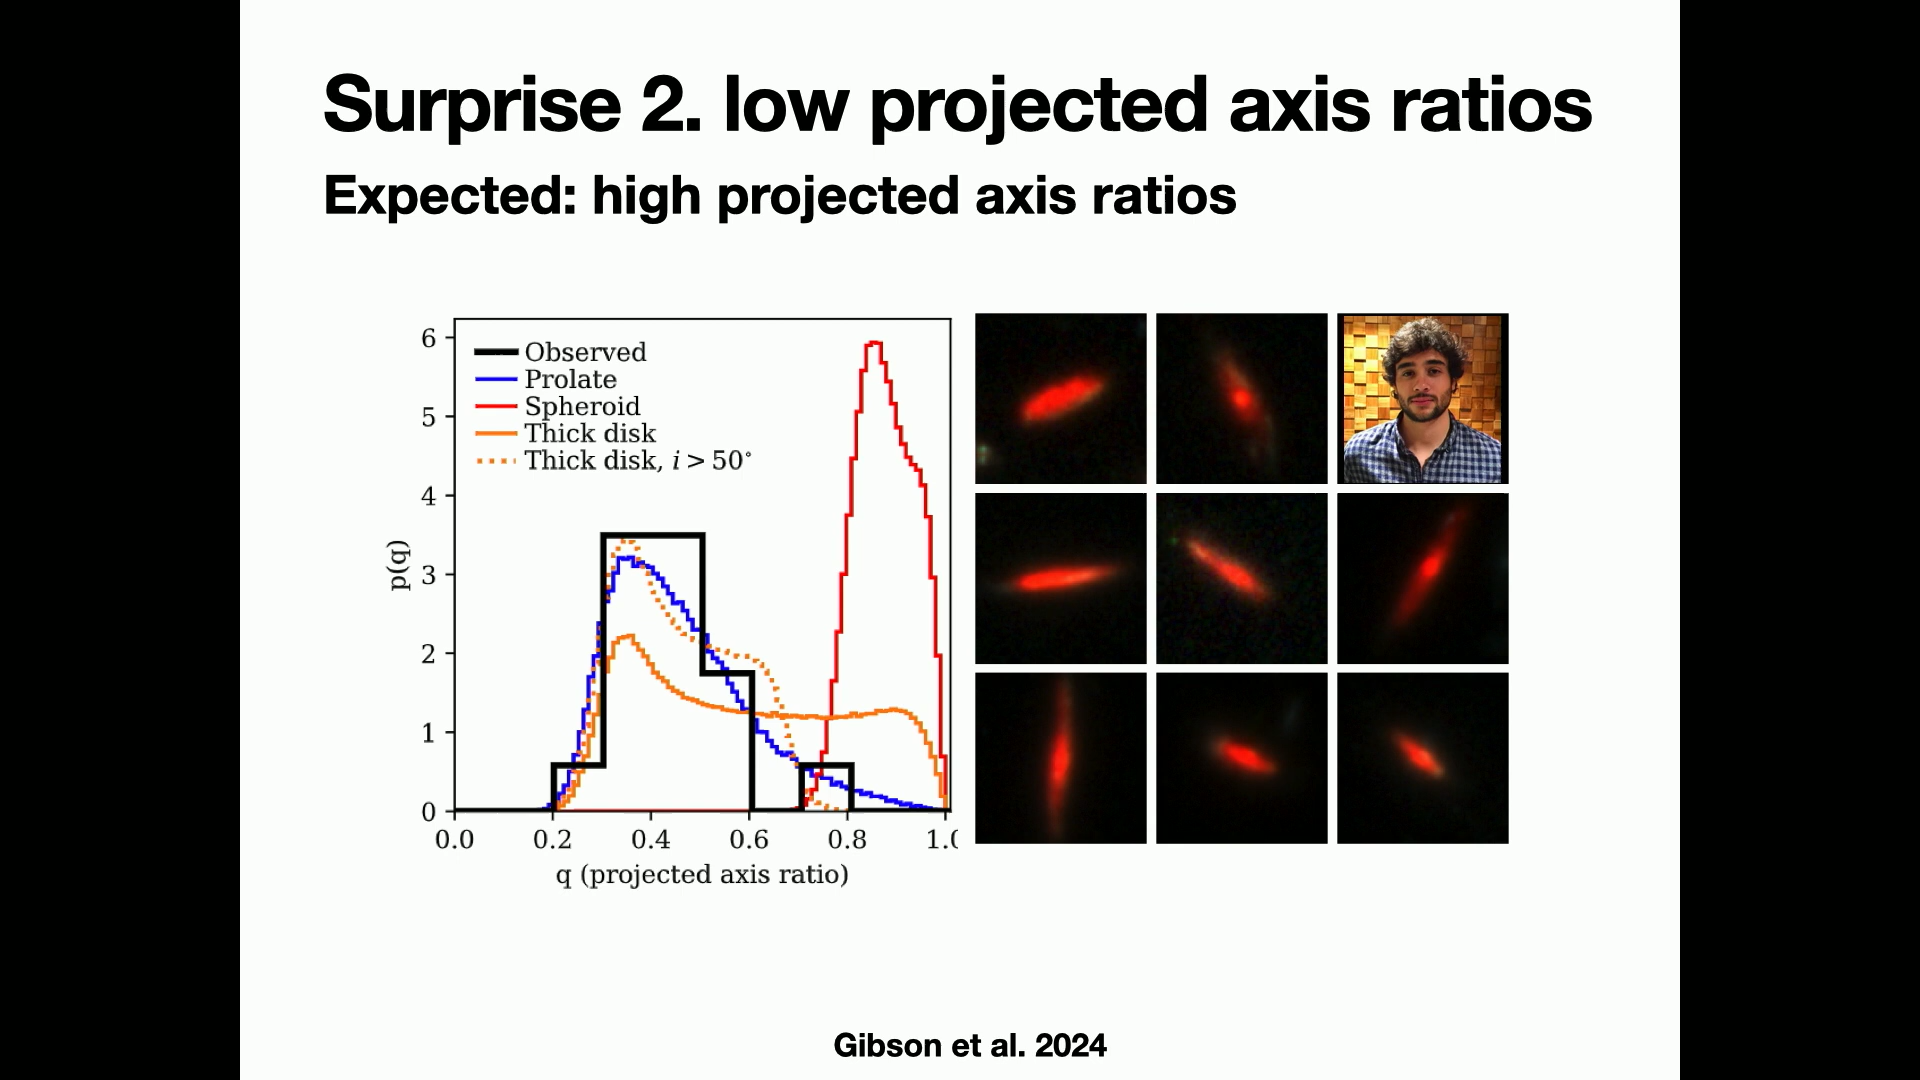 Surprise 2. low projected axis ratios
Expected: high projected axis ratios
Observed
Prolate
Spheroid
Thick disk
Thick disk, i > 50°
6
5
4
3
2
1
0
p(q)
0.0 0.2 0.4 0.6 0.8 1.0
q (projected axis ratio)
Gibson et al. 2024